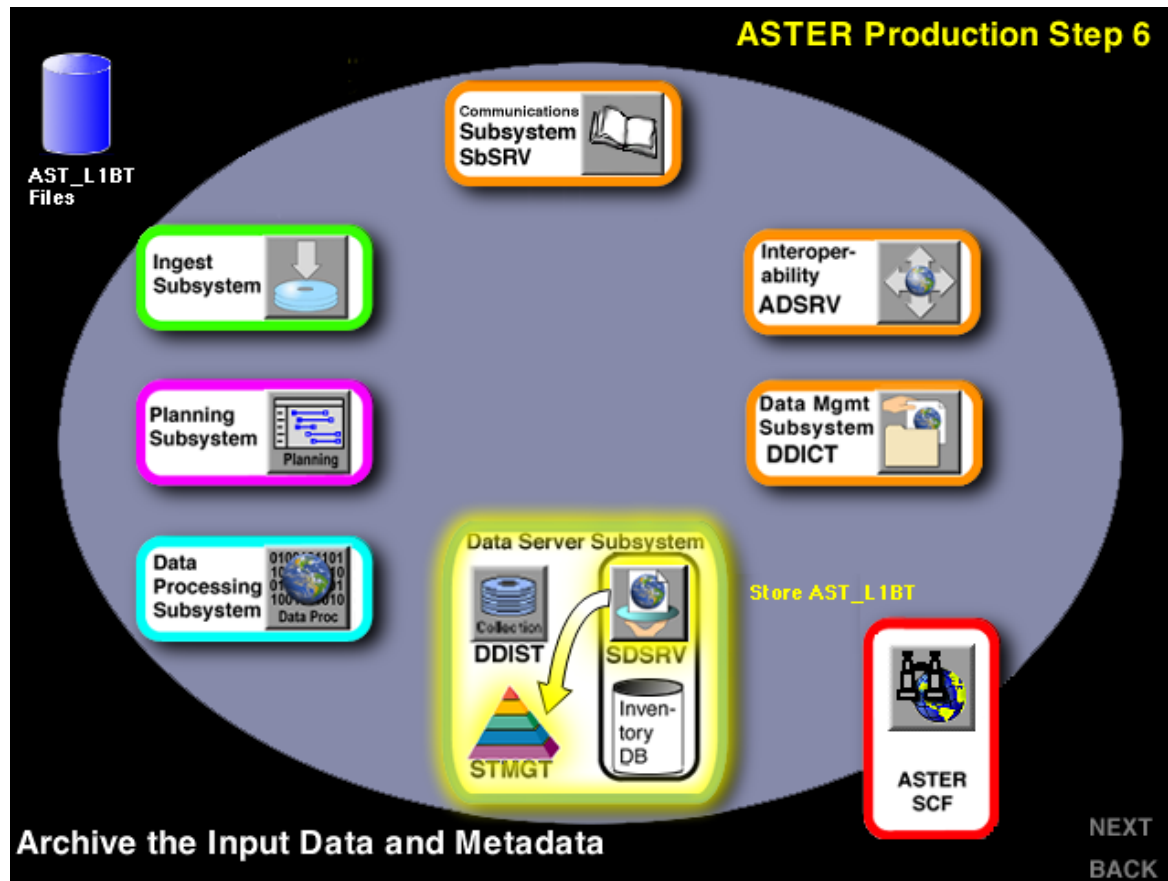 ASTER Production Step 6
AST_L1BT
Files
Communications
Subsystem
SbSRV
Ingest
Subsystem
Interoper-
ability
ADSRV
Planning
Subsystem
Planning
Data Mgmt
Subsystem
DDICT
Data
Processing
Subsystem
Data Proc
Data Server Subsystem
Collection
DDIST
SDSRV
STMGT
Inven-
tory
DB
Store AST_L1BT
ASTER
SCF
Archive the Input Data and Metadata
NEXT
BACK